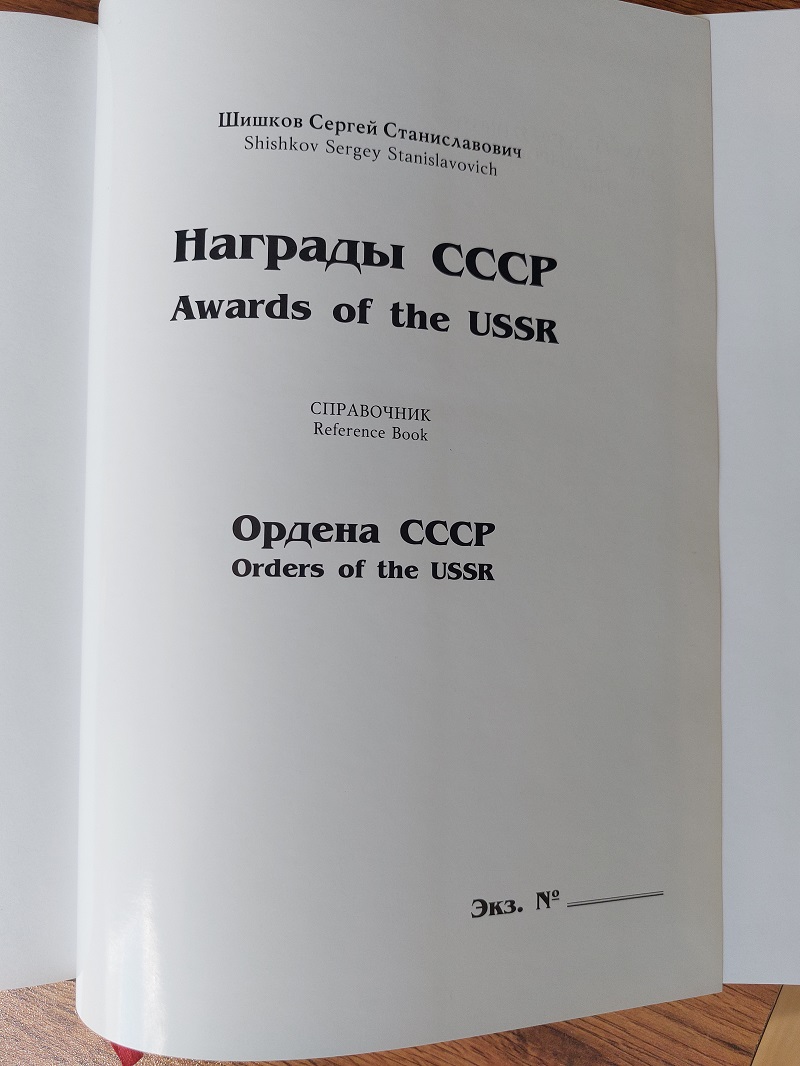 Шишков Сергей Станиславович
Shishkov Sergey Stanislavovich
Награды СССР
Awards of the USSR
СПРАВОЧНИК
Reference Book
Ордена СССР
Orders of the USSR
Экз. №